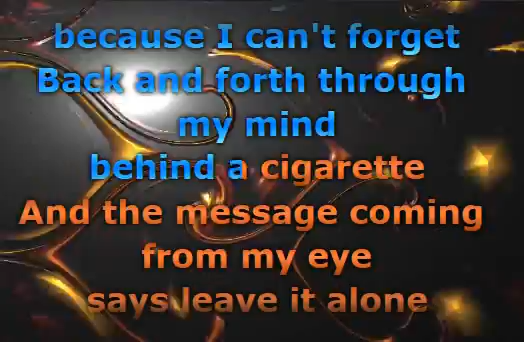 because I can't forget
Back and forth through
my mind
behind a cigarette
And the message coming
from my eye
says leave it alone